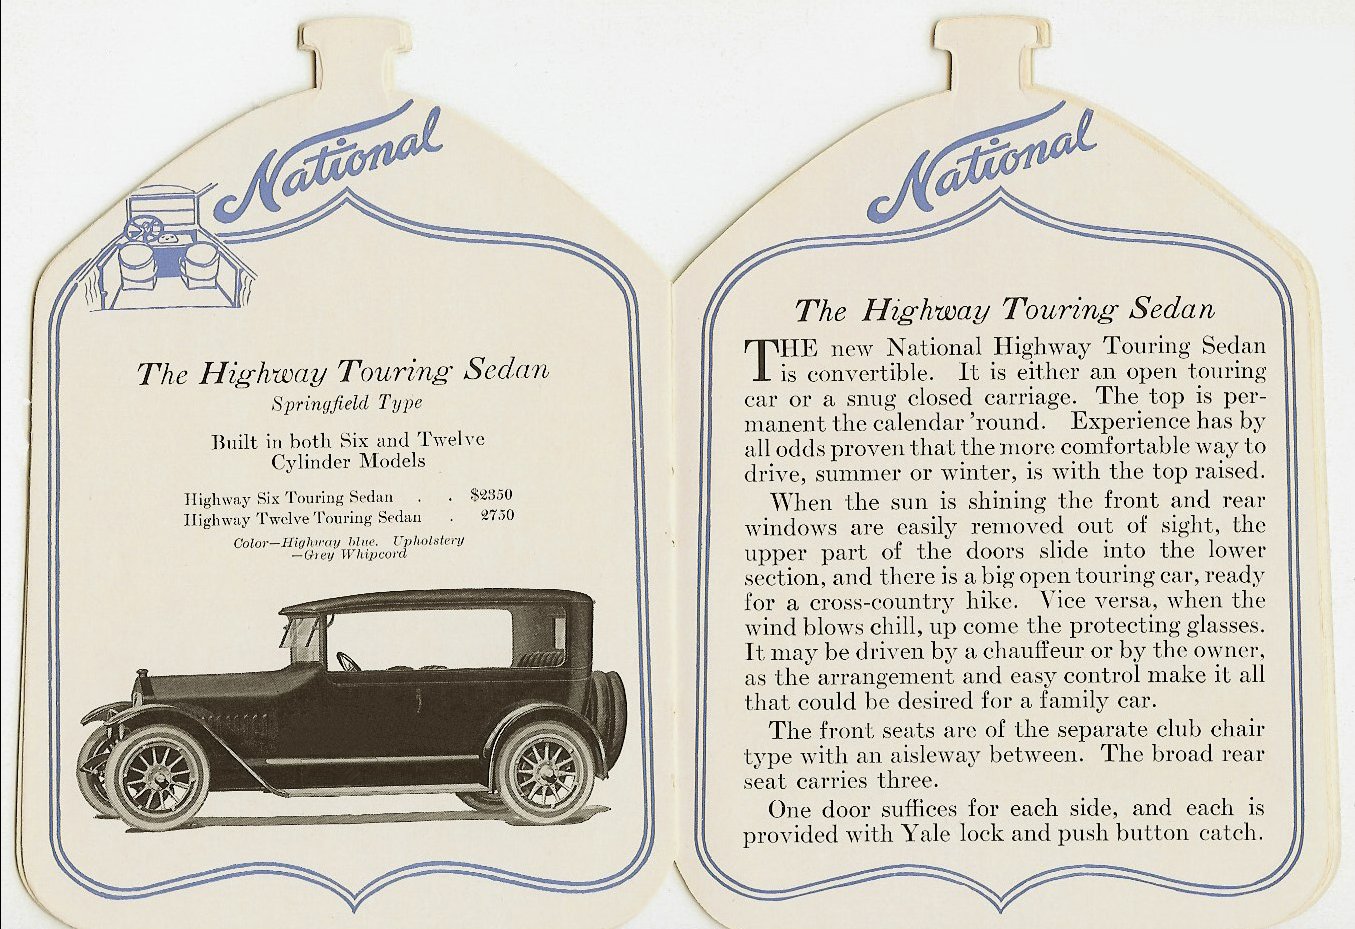 National
The Highway Touring Sedan
Springfield Type
Built in both Six and Twelve
Cylinder Models
Highway Six Touring Sedan . . $2350
Highway Twelve Touring Sedan . 2750
Color—Highway blue. Upholstery
—Grey Whipcord
National
The Highway Touring Sedan
THE new National Highway Touring Sedan
is convertible. It is either an open touring
car or a snug closed carriage. The top is per-
manent the calendar 'round. Experience has by
all odds proven that the more comfortable way to
drive, summer or winter, is with the top raised.
When the sun is shining the front and rear
windows are easily removed out of sight, the
upper part of the doors slide into the lower
section, and there is a big open touring car, ready
for a cross-country hike. Vice versa, when the
wind blows chill, up come the protecting glasses.
It may be driven by a chauffeur or by the owner,
as the arrangement and easy control make it all
that could be desired for a family car.
The front seats are of the separate club chair
type with an aisleway between. The broad rear
seat carries three.
One door suffices for each side, and each is
provided with Yale lock and push button catch.